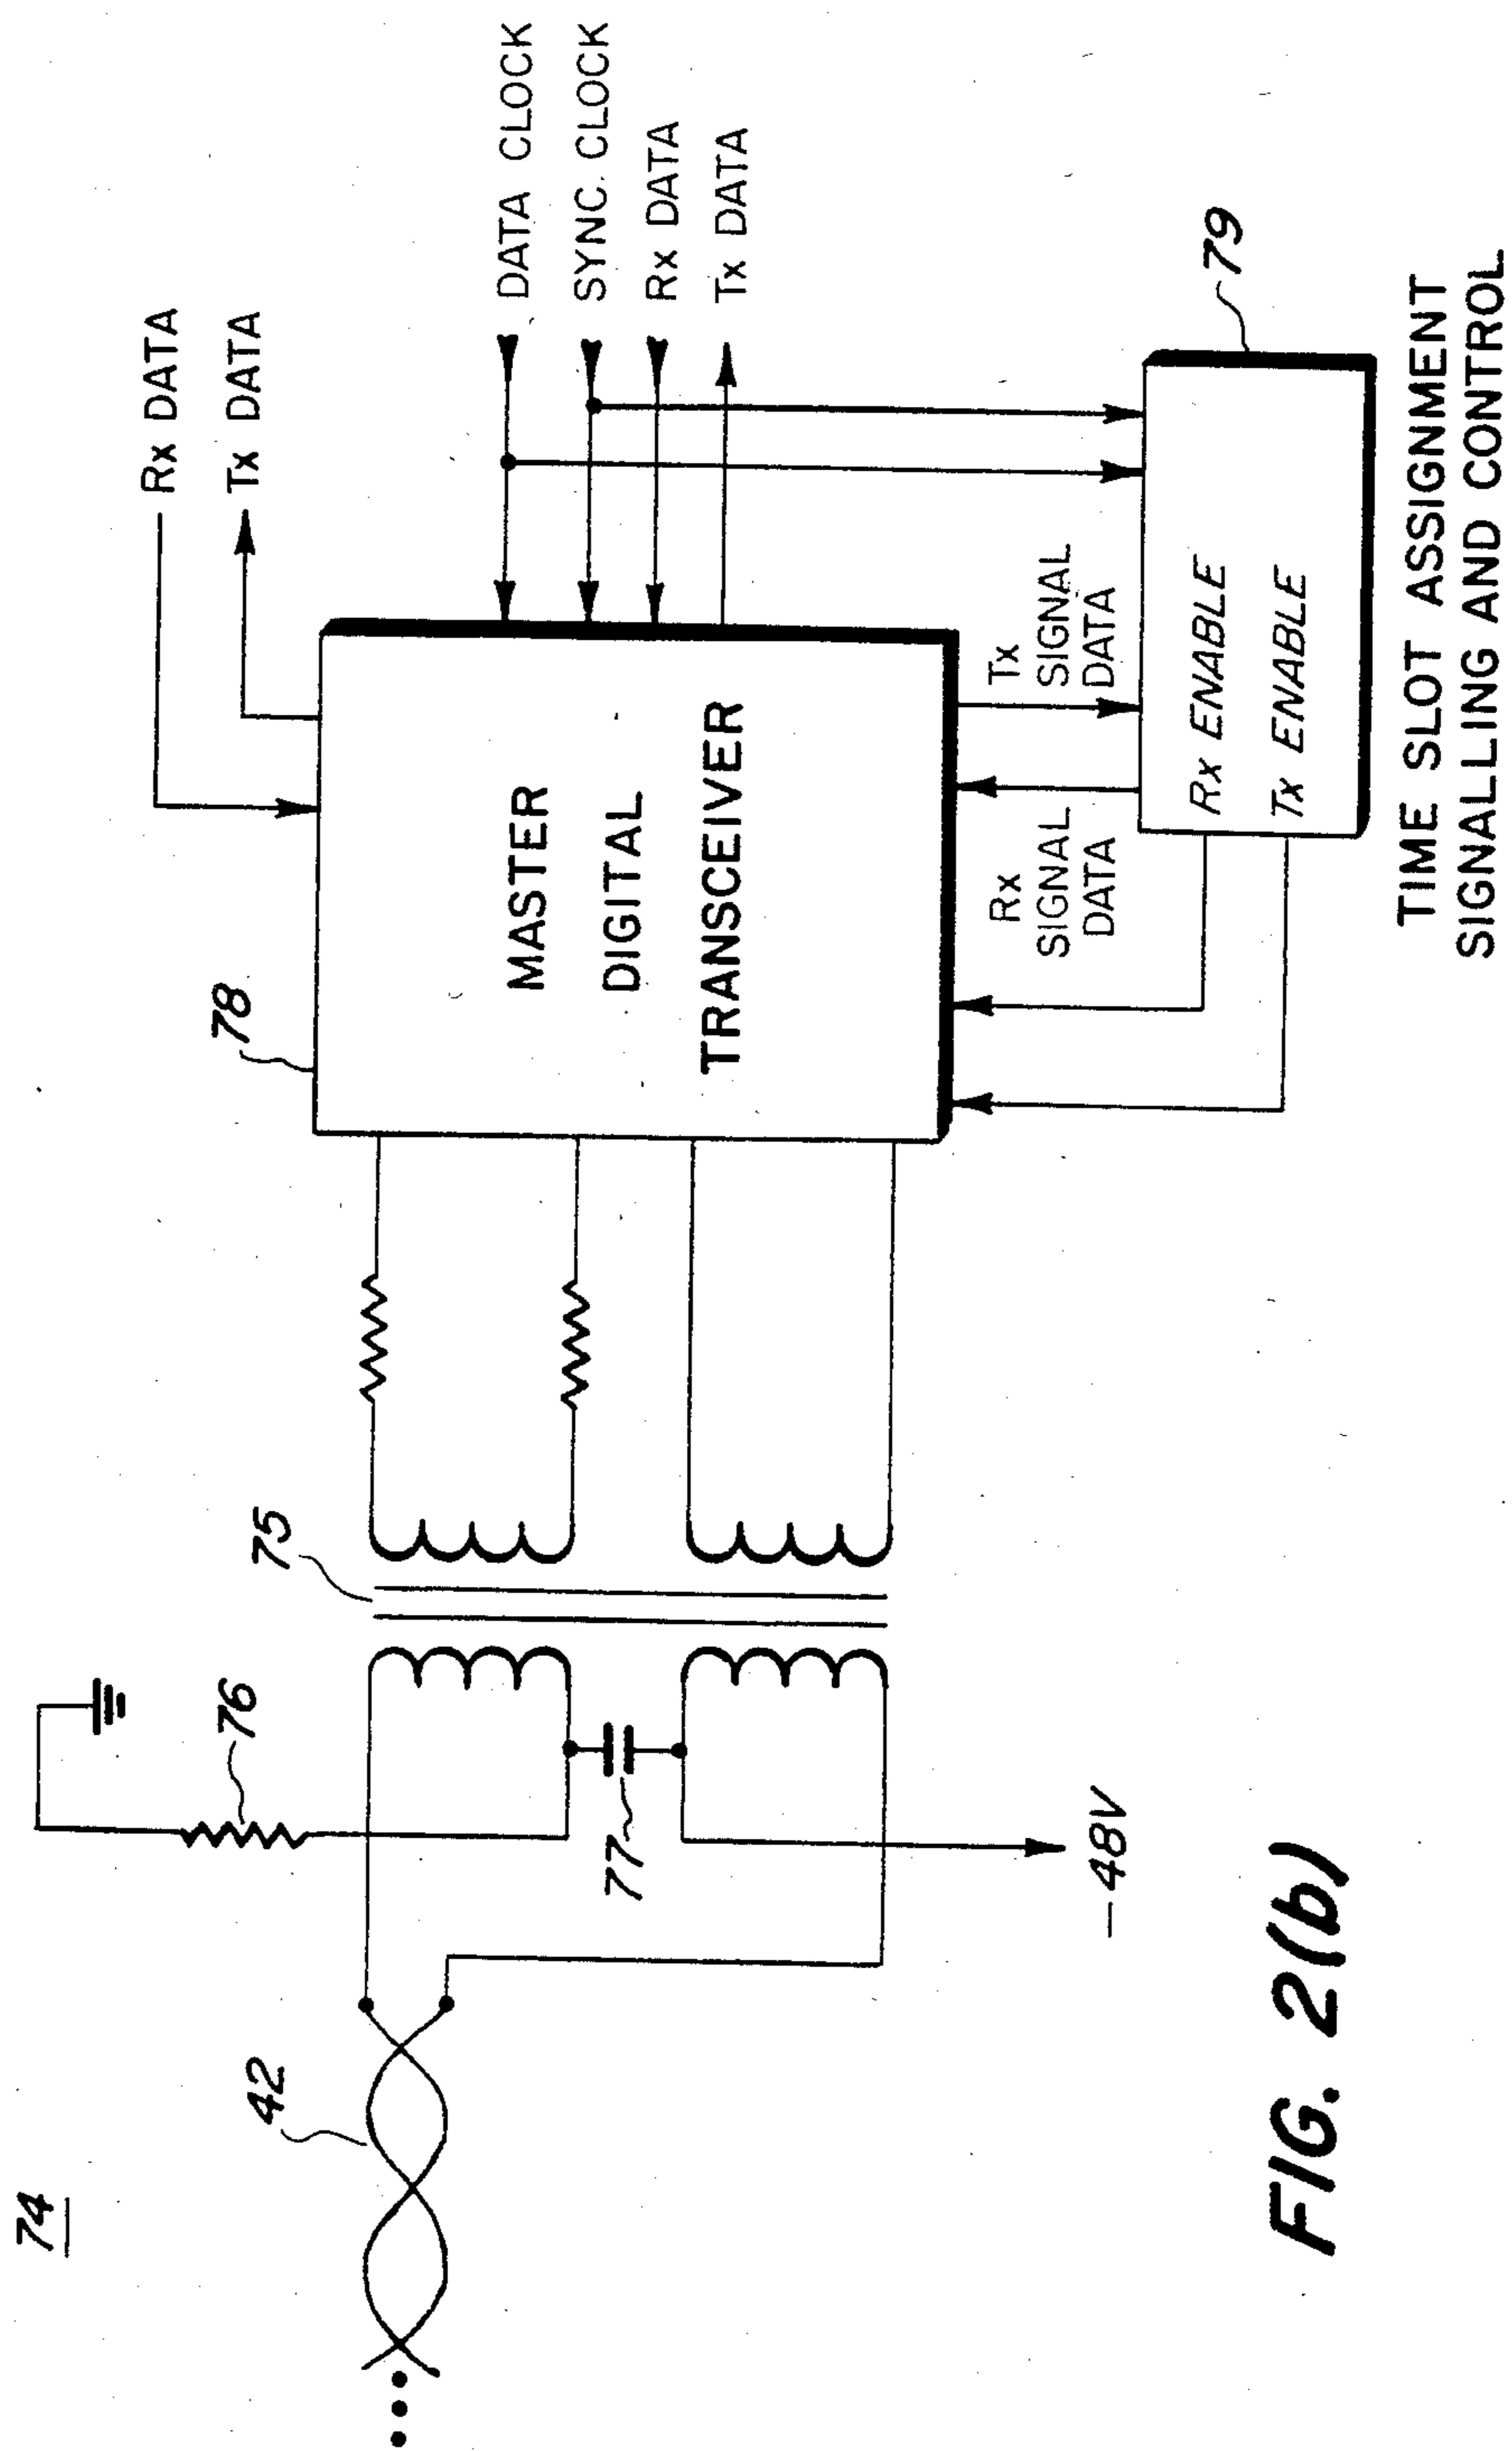 74
42
76
75
77
–48V
78
MASTER
DIGITAL
TRANSCEIVER
Rx DATA
Tx DATA
DATA CLOCK
SYNC. CLOCK
Rx DATA
Tx DATA
Rx
SIGNAL
DATA
Tx
SIGNAL
DATA
Rx ENABLE
Tx ENABLE
79
TIME SLOT ASSIGNMENT
SIGNALLING AND CONTROL
FIG. 2(b)